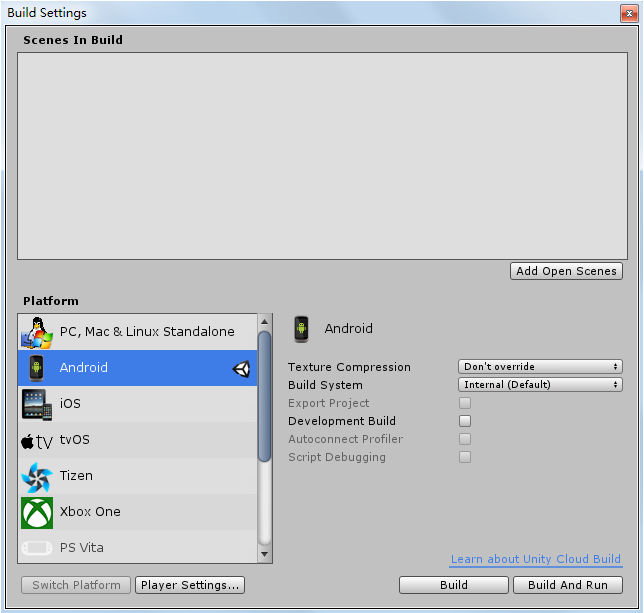 Build Settings
Scenes In Build
Add Open Scenes
Platform
PC, Mac & Linux Standalone
Android
iOS
tv tvOS
Tizen
Xbox One
PS Vita
Android
Texture Compression Don't override
Build System Internal (Default)
Export Project
Development Build
Autoconnect Profiler
Script Debugging
Learn about Unity Cloud Build
Switch Platform Player Settings... Build Build And Run